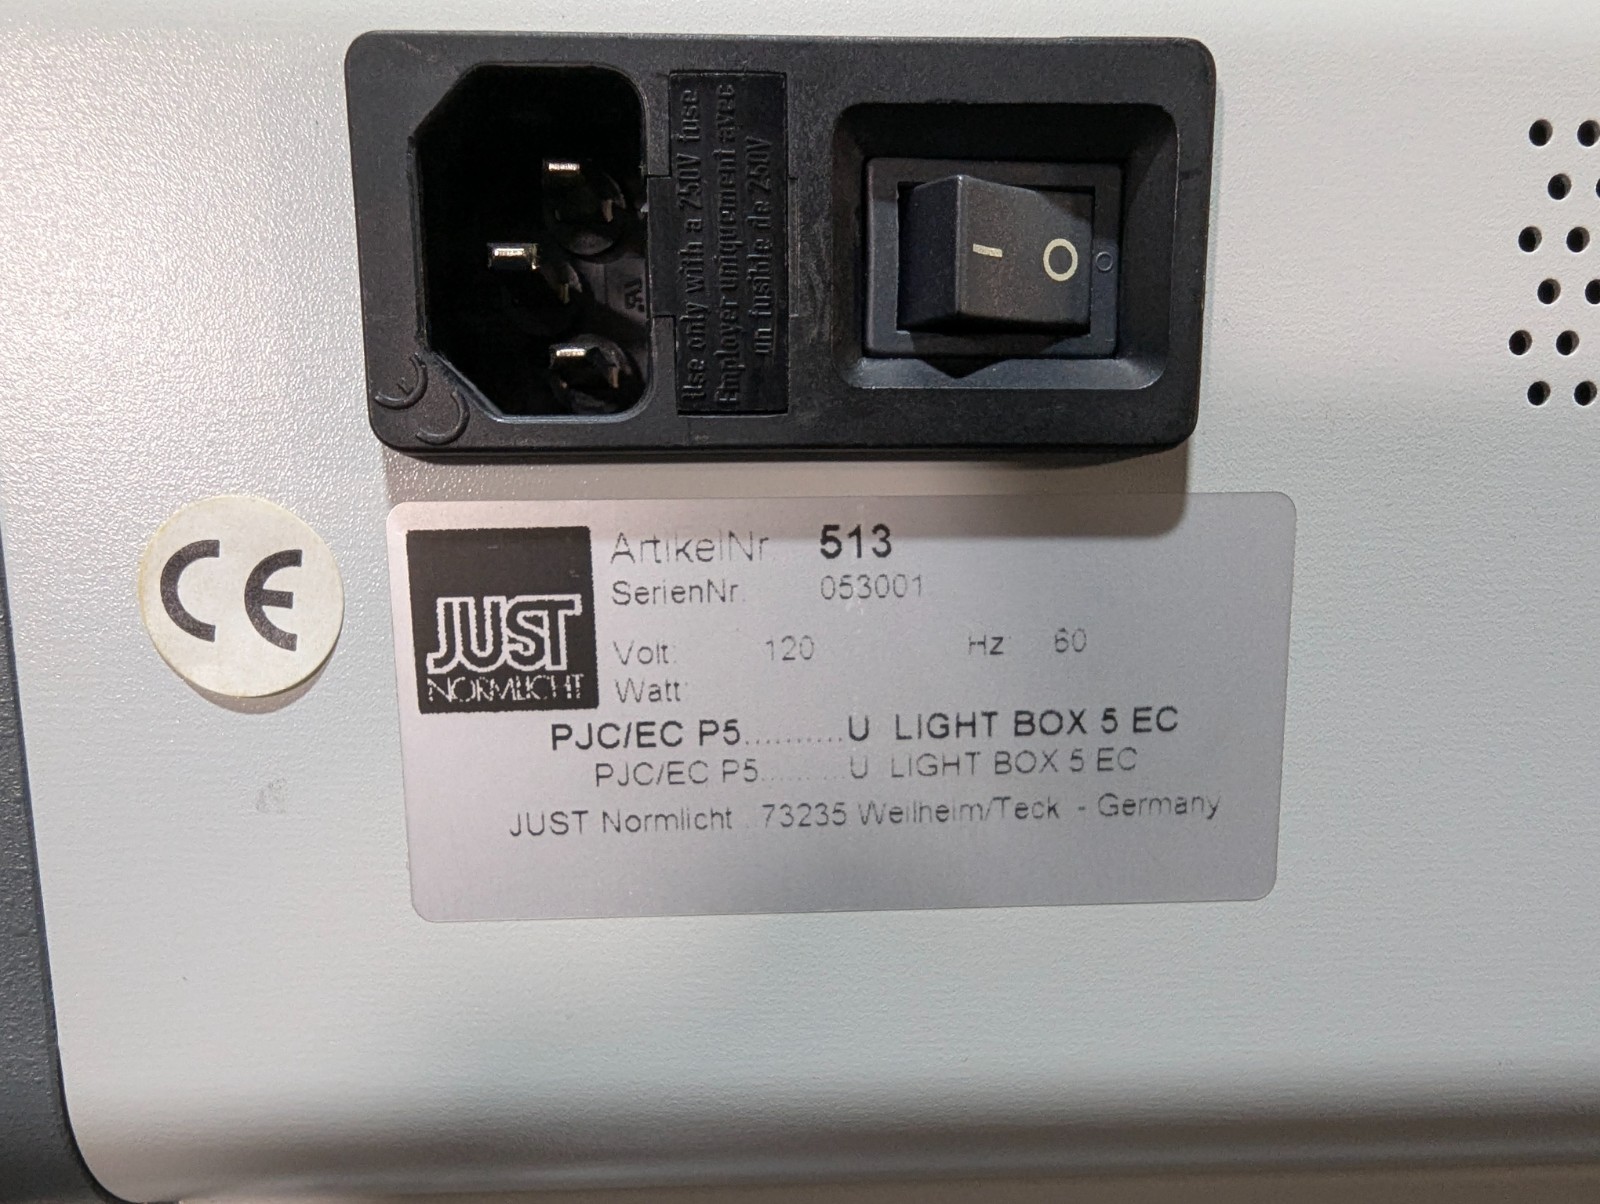 Use only with a 250V fuse
Employer uniquement avec
un fusible de 250V
I O
CE
JUST
NORMLICHT
ArtikelNr. 513
SerienNr. 053001
Volt: 120 Hz: 60
Watt:
PJC/EC P5..........U LIGHT BOX 5 EC
PJC/EC P5..........U LIGHT BOX 5 EC
JUST Normlicht . 73235 Weilheim/Teck - Germany